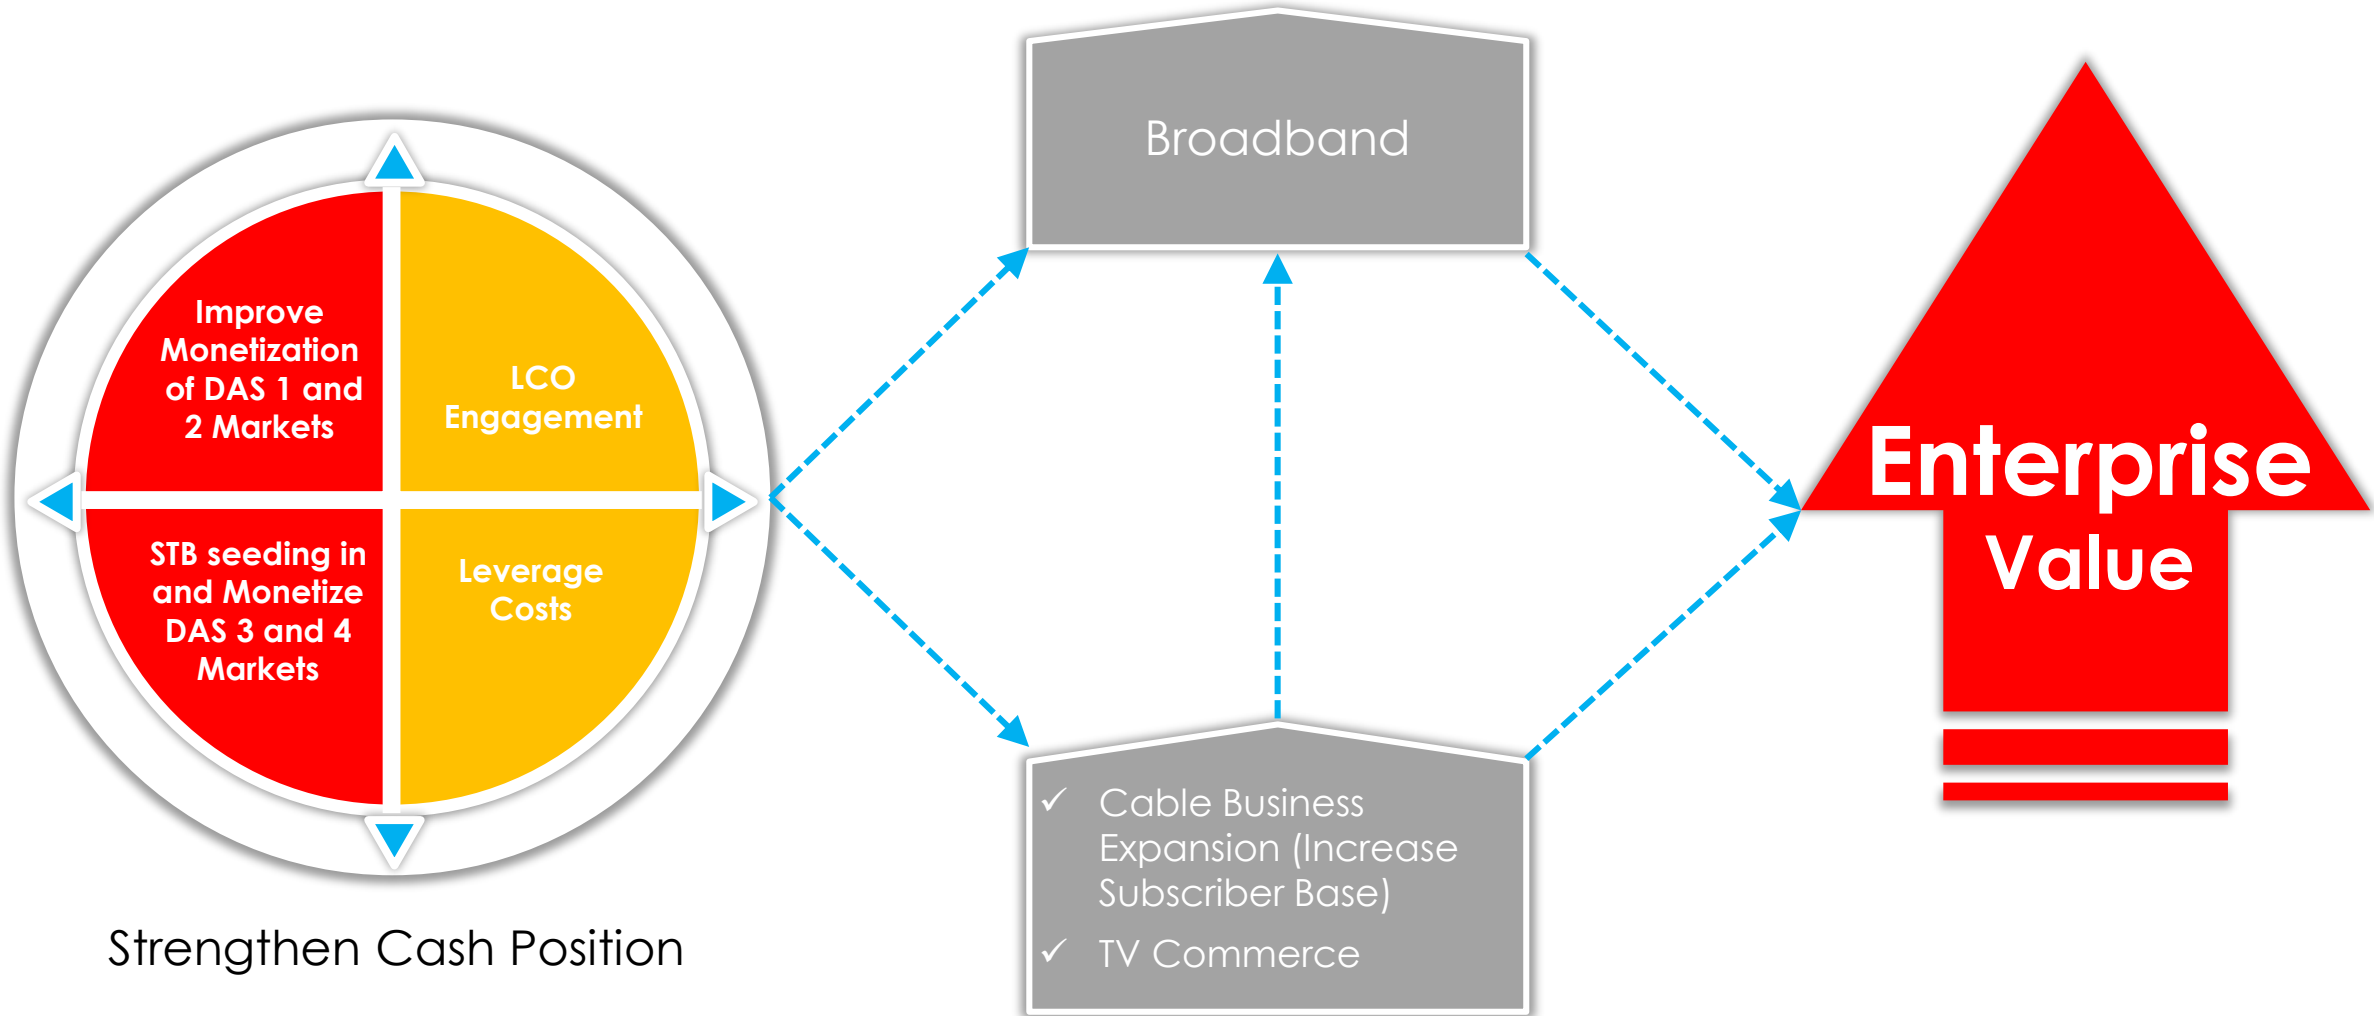 Improve
Monetization
of DAS 1 and
2 Markets
LCO
Engagement
STB seeding in
and Monetize
DAS 3 and 4
Markets
Leverage
Costs
Strengthen Cash Position
Broadband
✓ Cable Business
Expansion (Increase
Subscriber Base)
✓ TV Commerce
Enterprise
Value